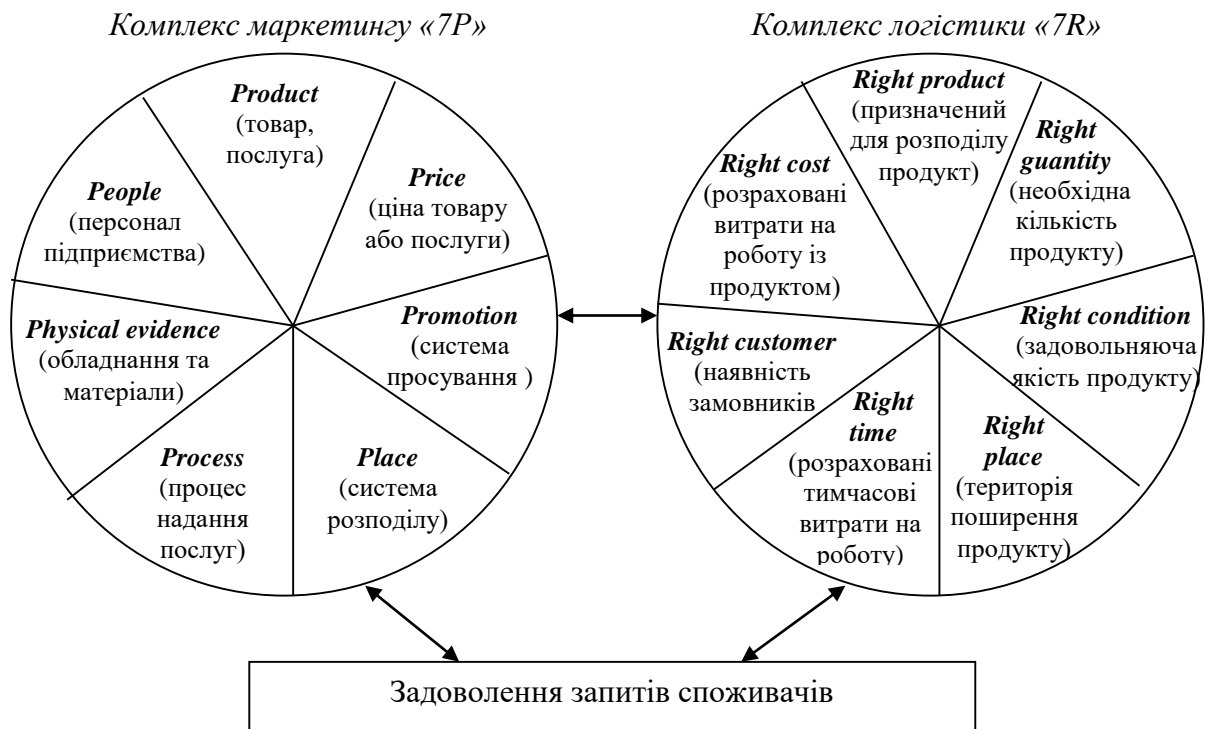 Комплекс маркетингу «7P»
Product
(товар,
послуга)
Price
(ціна товару
або послуги)
Promotion
(система
просування )
Place
(система
розподілу)
Process
(процес
надання
послуг)
Physical evidence
(обладнання та
матеріали)
People
(персонал
підприємства)
Комплекс логістики «7R»
Right product
(призначений
для розподілу
продукт)
Right
guantity
(необхідна
кількість
продукту)
Right condition
(задовольняюча
якість продукту)
Right
place
(територія
поширення
продукту)
Right
time
(розраховані
тимчасові
витрати на
роботу)
Right customer
(наявність
замовників
Right cost
(розраховані
витрати на
роботу із
продуктом)
Задоволення запитів споживачів